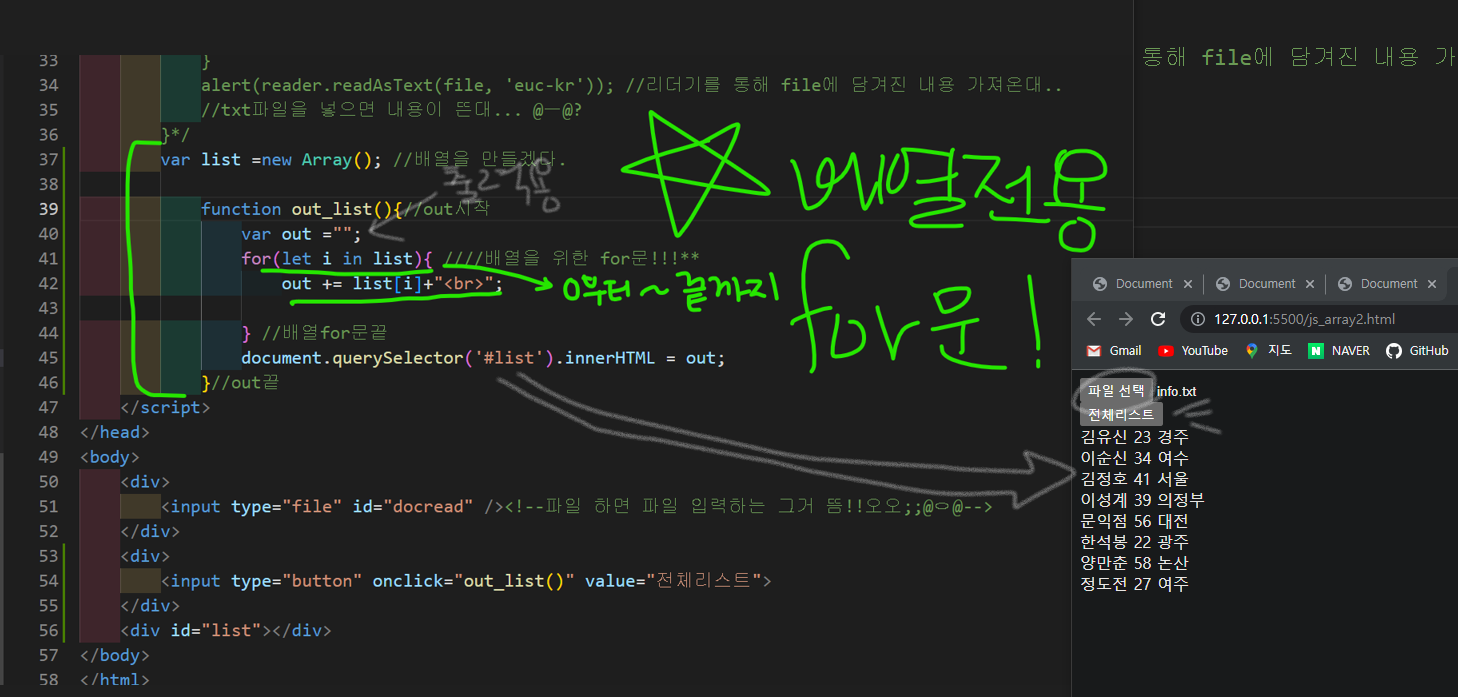 33 }
34 alert(reader.readAsText(file, 'euc-kr')); //리더기를 통해 file에 담겨진 내용 가져온대..
35 //txt파일을 넣으면 내용이 뜬대... @ㅡ@?
36 }*/
37 var list =new Array(); //배열을 만들겠다.
38
39 function out_list(){//out시작
40 var out ="";
41 for(let i in list){ ////배열을 위한 for문!!!**
42 out += list[i]+"<br>";
43
44 } //배열for문끝
45 document.querySelector('#list').innerHTML = out;
46 }//out끝
47 </script>
48 </head>
49 <body>
50 <div>
51 <input type="file" id="docread" /><!--파일 하면 파일 입력하는 그거 뜸!!오오;;@ㅇ@-->
52 </div>
53 <div>
54 <input type="button" onclick="out_list()" value="전체리스트">
55 </div>
56 <div id="list"></div>
57 </body>
58 </html>
출력용
배열전용
for문!
0부터~끝까지
통해 file에 담겨진 내용 가
Document × Document × Document ×
127.0.0.1:5500/js_array2.html
Gmail YouTube 지도 NAVER GitHub
파일 선택 info.txt
전체리스트
김유신 23 경주
이순신 34 여수
김정호 41 서울
이성계 39 의정부
문익점 56 대전
한석봉 22 광주
양만춘 58 논산
정도전 27 여주